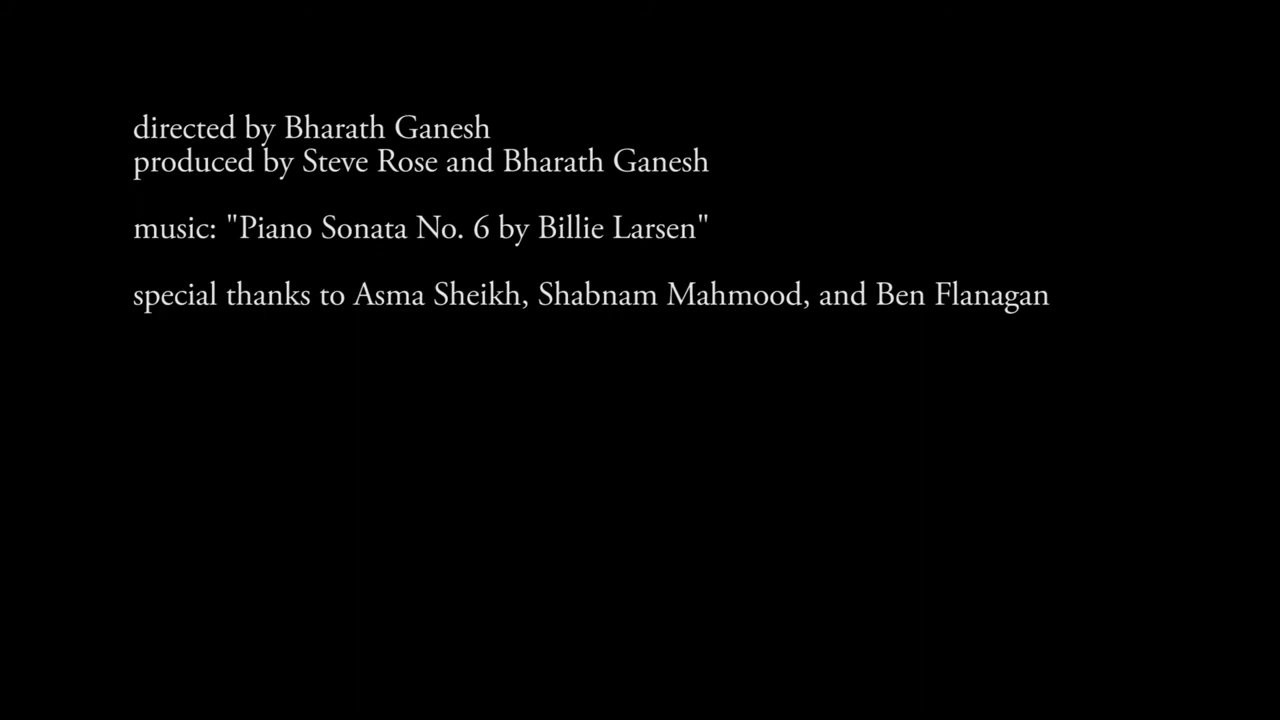 directed by Bharath Ganesh
produced by Steve Rose and Bharath Ganesh
music: "Piano Sonata No. 6 by Billie Larsen"
special thanks to Asma Sheikh, Shabnam Mahmood, and Ben Flanagan